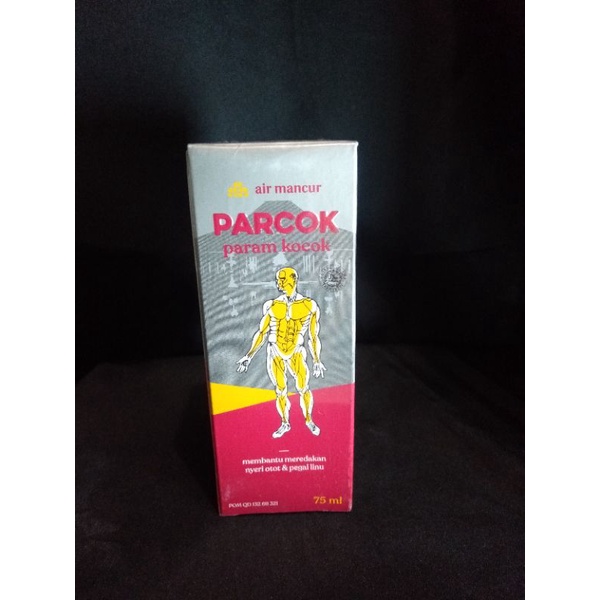 air mancur
PARCOK
param kocok
membantu meredakan
nyeri otot & pegal linu
75 ml